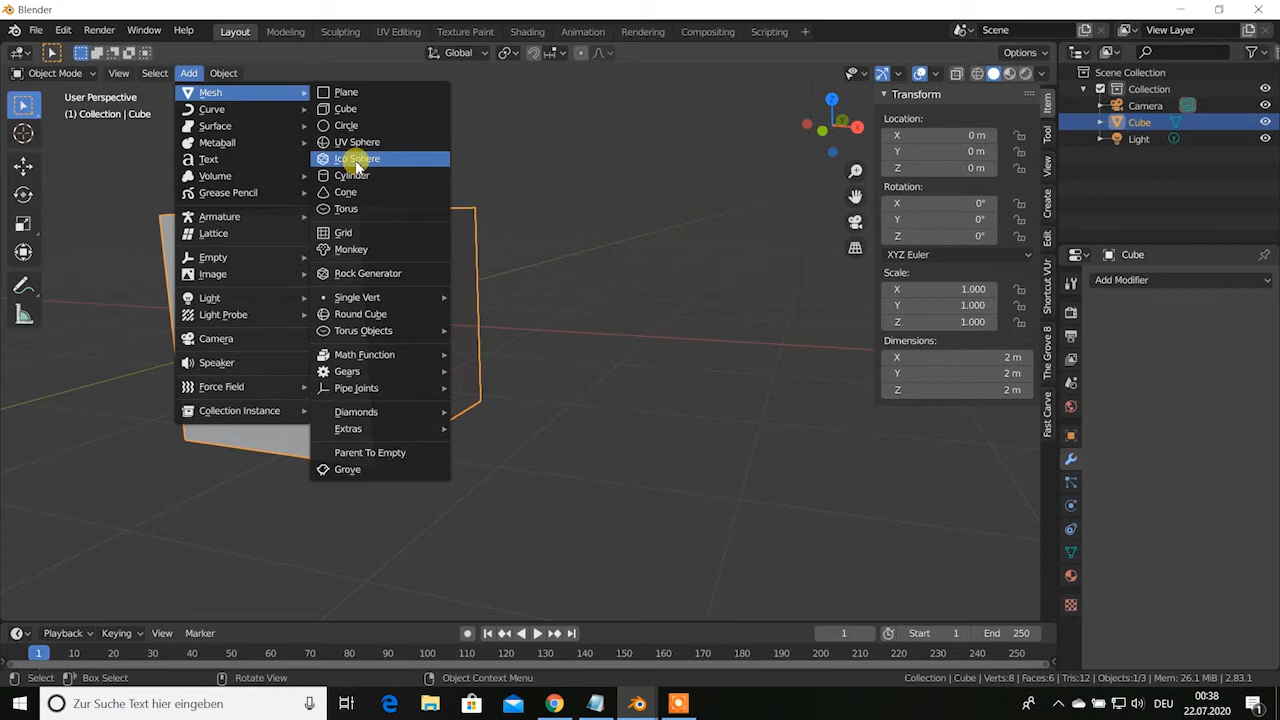 Blender
File Edit Render Window Help
Layout Modeling Sculpting UV Editing Texture Paint Shading Animation Rendering Compositing Scripting +
Scene
View Layer
Global
Options
Object Mode View Select Add Object
User Perspective
(1) Collection | Cube
Mesh
Curve
Surface
Metaball
Text
Volume
Grease Pencil
Armature
Lattice
Empty
Image
Light
Light Probe
Camera
Speaker
Force Field
Collection Instance
Plane
Cube
Circle
UV Sphere
Ico Sphere
Cylinder
Cone
Torus
Grid
Monkey
Rock Generator
Single Vert
Round Cube
Torus Objects
Math Function
Gears
Pipe Joints
Diamonds
Extras
Parent To Empty
Grove
Transform
Location:
X 0 m
Y 0 m
Z 0 m
Rotation:
X 0°
Y 0°
Z 0°
XYZ Euler
Scale:
X 1.000
Y 1.000
Z 1.000
Dimensions:
X 2 m
Y 2 m
Z 2 m
Item
Tool
View
Create
Edit
Shortcut VUr
The Grove 8
Fast Carve
Scene Collection
Collection
Camera
Cube
Light
Cube
Add Modifier
Playback Keying View Marker
1 Start 1 End 250
1 10 20 30 40 50 60 70 80 90 100 110 120 130 140 150 160 170 180 190 200 210 220 230 240 250
Select Box Select Rotate View Object Context Menu
Collection | Cube | Verts:8 | Faces:6 | Tris:12 | Objects:1/3 | Mem: 26.1 MiB | 2.83.1
Zur Suche Text hier eingeben
DEU
00:38
22.07.2020